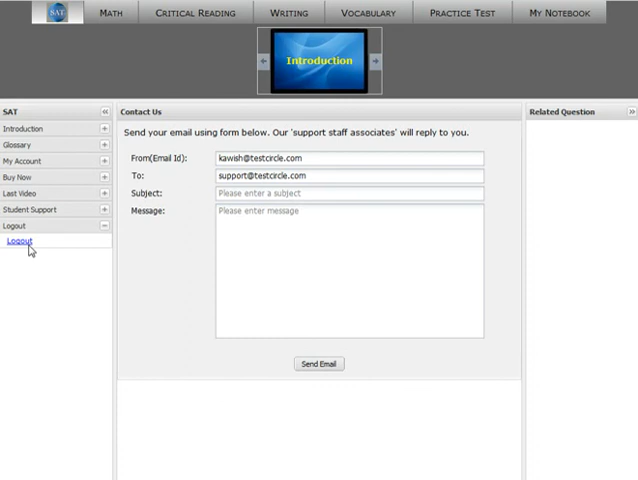 SAT MATH CRITICAL READING WRITING VOCABULARY PRACTICE TEST MY NOTEBOOK
Introduction
SAT
Introduction
Glossary
My Account
Buy Now
Last Video
Student Support
Logout
Logout
Contact Us
Send your email using form below. Our 'support staff associates' will reply to you.
From(Email Id): kawish@testcircle.com
To: support@testcircle.com
Subject: Please enter a subject
Message: Please enter message
Send Email
Related Question